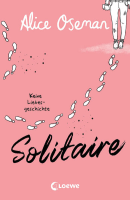 Alice Oseman
Keine
Liebes-
geschichte
Solitaire
Loewe